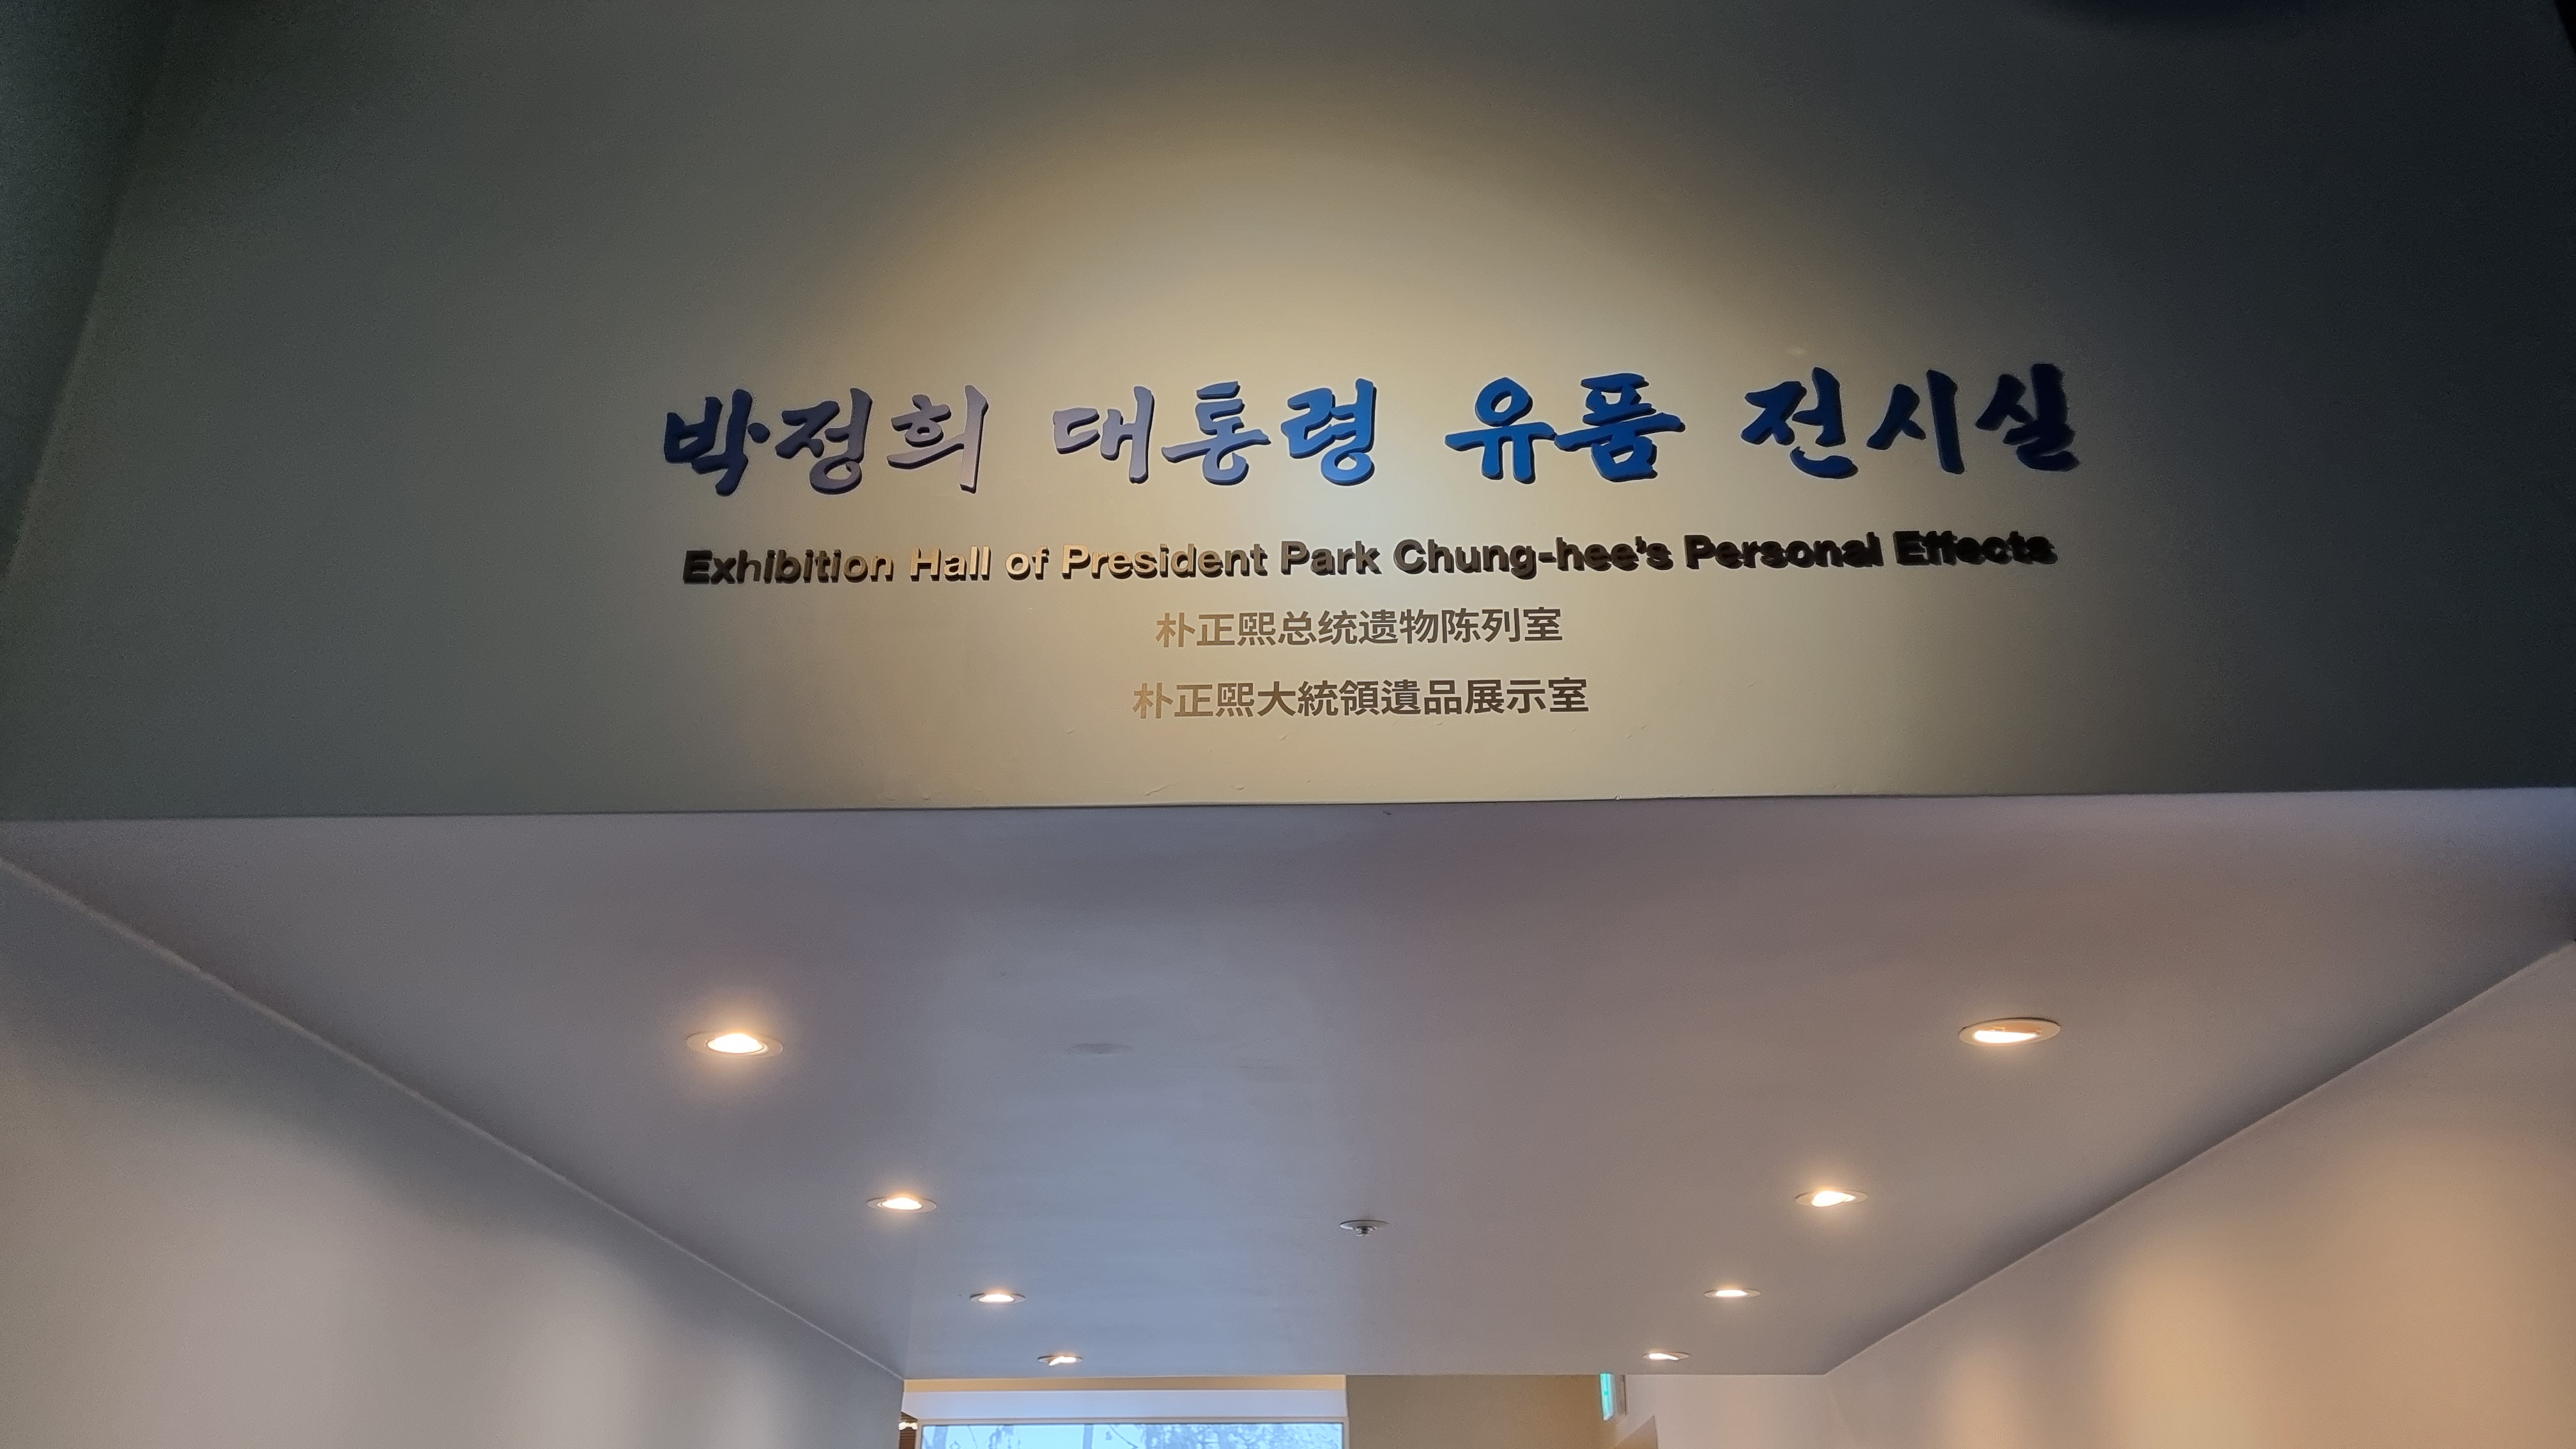 박정희 대통령 유품 전시실
Exhibition Hall of President Park Chung-hee's Personal Effects
朴正熙总统遗物陈列室
朴正熙大統領遺品展示室